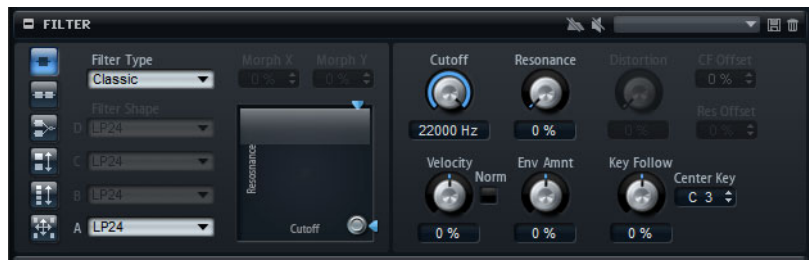 FILTER
Filter Type
Classic
Morph X
Morph Y
0 %
0 %
Filter Shape
D LP24
C LP24
B LP24
A LP24
Resosnance
Cutoff
Cutoff
Resonance
Distortion
CF Offset
0 %
Res Offset
22000 Hz
0 %
0 %
0 %
Velocity
Norm
Env Amnt
Key Follow
Center Key
C 3
0 %
0 %
0 %